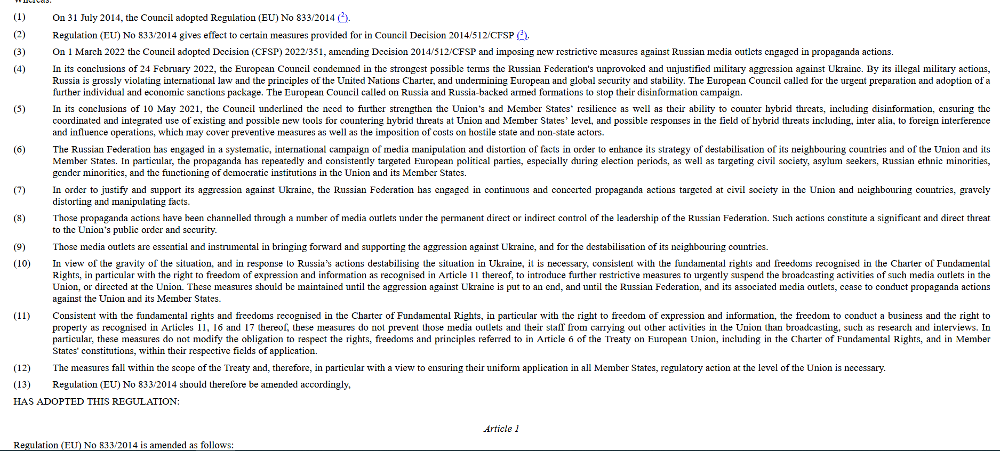 Whereas:
(1) On 31 July 2014, the Council adopted Regulation (EU) No 833/2014 (2).
(2) Regulation (EU) No 833/2014 gives effect to certain measures provided for in Council Decision 2014/512/CFSP (3).
(3) On 1 March 2022 the Council adopted Decision (CFSP) 2022/351, amending Decision 2014/512/CFSP and imposing new restrictive measures against Russian media outlets engaged in propaganda actions.
(4) In its conclusions of 24 February 2022, the European Council condemned in the strongest possible terms the Russian Federation's unprovoked and unjustified military aggression against Ukraine. By its illegal military actions,
Russia is grossly violating international law and the principles of the United Nations Charter, and undermining European and global security and stability. The European Council called for the urgent preparation and adoption of a
further individual and economic sanctions package. The European Council called on Russia and Russia-backed armed formations to stop their disinformation campaign.
(5) In its conclusions of 10 May 2021, the Council underlined the need to further strengthen the Union’s and Member States’ resilience as well as their ability to counter hybrid threats, including disinformation, ensuring the
coordinated and integrated use of existing and possible new tools for countering hybrid threats at Union and Member States’ level, and possible responses in the field of hybrid threats including, inter alia, to foreign interference
and influence operations, which may cover preventive measures as well as the imposition of costs on hostile state and non-state actors.
(6) The Russian Federation has engaged in a systematic, international campaign of media manipulation and distortion of facts in order to enhance its strategy of destabilisation of its neighbouring countries and of the Union and its
Member States. In particular, the propaganda has repeatedly and consistently targeted European political parties, especially during election periods, as well as targeting civil society, asylum seekers, Russian ethnic minorities,
gender minorities, and the functioning of democratic institutions in the Union and its Member States.
(7) In order to justify and support its aggression against Ukraine, the Russian Federation has engaged in continuous and concerted propaganda actions targeted at civil society in the Union and neighbouring countries, gravely
distorting and manipulating facts.
(8) Those propaganda actions have been channelled through a number of media outlets under the permanent direct or indirect control of the leadership of the Russian Federation. Such actions constitute a significant and direct threat
to the Union’s public order and security.
(9) Those media outlets are essential and instrumental in bringing forward and supporting the aggression against Ukraine, and for the destabilisation of its neighbouring countries.
(10) In view of the gravity of the situation, and in response to Russia’s actions destabilising the situation in Ukraine, it is necessary, consistent with the fundamental rights and freedoms recognised in the Charter of Fundamental
Rights, in particular with the right to freedom of expression and information as recognised in Article 11 thereof, to introduce further restrictive measures to urgently suspend the broadcasting activities of such media outlets in the
Union, or directed at the Union. These measures should be maintained until the aggression against Ukraine is put to an end, and until the Russian Federation, and its associated media outlets, cease to conduct propaganda actions
against the Union and its Member States.
(11) Consistent with the fundamental rights and freedoms recognised in the Charter of Fundamental Rights, in particular with the right to freedom of expression and information, the freedom to conduct a business and the right to
property as recognised in Articles 11, 16 and 17 thereof, these measures do not prevent those media outlets and their staff from carrying out other activities in the Union than broadcasting, such as research and interviews. In
particular, these measures do not modify the obligation to respect the rights, freedoms and principles referred to in Article 6 of the Treaty on European Union, including in the Charter of Fundamental Rights, and in Member
States' constitutions, within their respective fields of application.
(12) The measures fall within the scope of the Treaty and, therefore, in particular with a view to ensuring their uniform application in all Member States, regulatory action at the level of the Union is necessary.
(13) Regulation (EU) No 833/2014 should therefore be amended accordingly,
HAS ADOPTED THIS REGULATION:
Article 1
Regulation (EU) No 833/2014 is amended as follows: